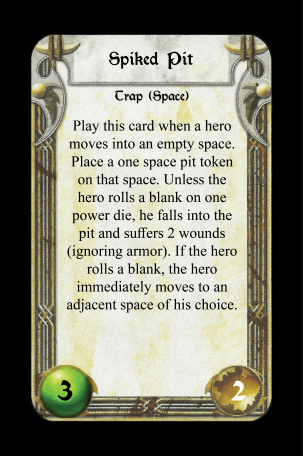 Spiked Pit
Trap (Space)
Play this card when a hero
moves into an empty space.
Place a one space pit token
on that space. Unless the
hero rolls a blank on one
power die, he falls into the
pit and suffers 2 wounds
(ignoring armor). If the hero
rolls a blank, the hero
immediately moves to an
adjacent space of his choice.
3
2